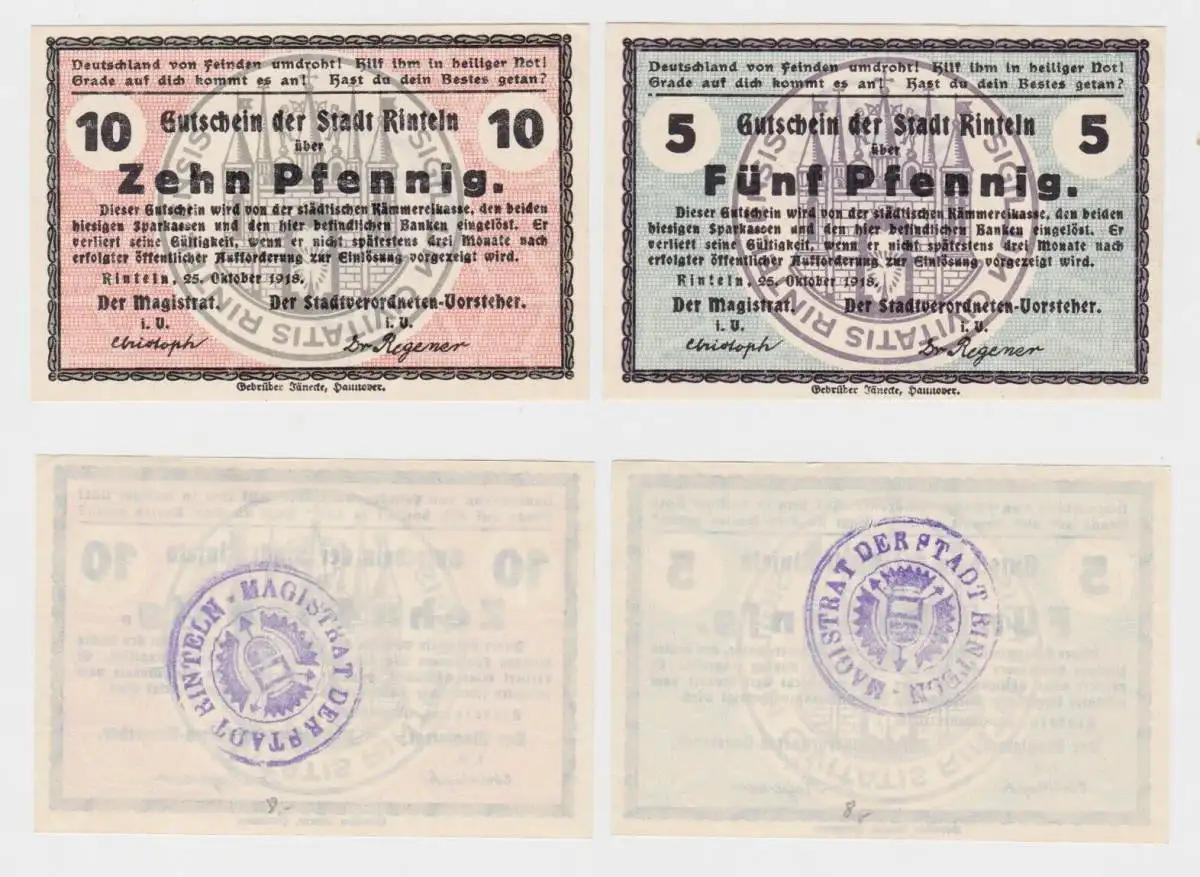 Deutschland von Feinden umdroht! Hilf ihm in heiliger Not!
Grade auf dich kommt es an! Hast du dein Bestes getan?
10 Gutschein der Stadt Rinteln 10
über
Zehn Pfennig.
Dieser Gutschein wird von der städtischen Kämmereikasse, den beiden
hiesigen Sparkassen und den hier befindlichen Banken eingelöst. Er
verliert seine Gültigkeit, wenn er nicht spätestens drei Monate nach
erfolgter öffentlicher Aufforderung zur Einlösung vorgezeigt wird.
Rinteln, 25. Oktober 1918.
Der Magistrat. Der Stadtverordneten-Vorsteher.
i. V. i. V.
Christoph Dr Regener
Gebrüder Jänecke, Hannover.
Deutschland von Feinden umdroht! Hilf ihm in heiliger Not!
Grade auf dich kommt es an! Hast du dein Bestes getan?
5 Gutschein der Stadt Rinteln 5
über
Fünf Pfennig.
Dieser Gutschein wird von der städtischen Kämmereikasse, den beiden
hiesigen Sparkassen und den hier befindlichen Banken eingelöst. Er
verliert seine Gültigkeit, wenn er nicht spätestens drei Monate nach
erfolgter öffentlicher Aufforderung zur Einlösung vorgezeigt wird.
Rinteln, 25. Oktober 1918.
Der Magistrat. Der Stadtverordneten-Vorsteher.
i. V. i. V.
Christoph Dr Regener
Gebrüder Jänecke, Hannover.
MAGISTRAT DER STADT RINTELN
8,-
MAGISTRAT DER STADT RINTELN
8,-